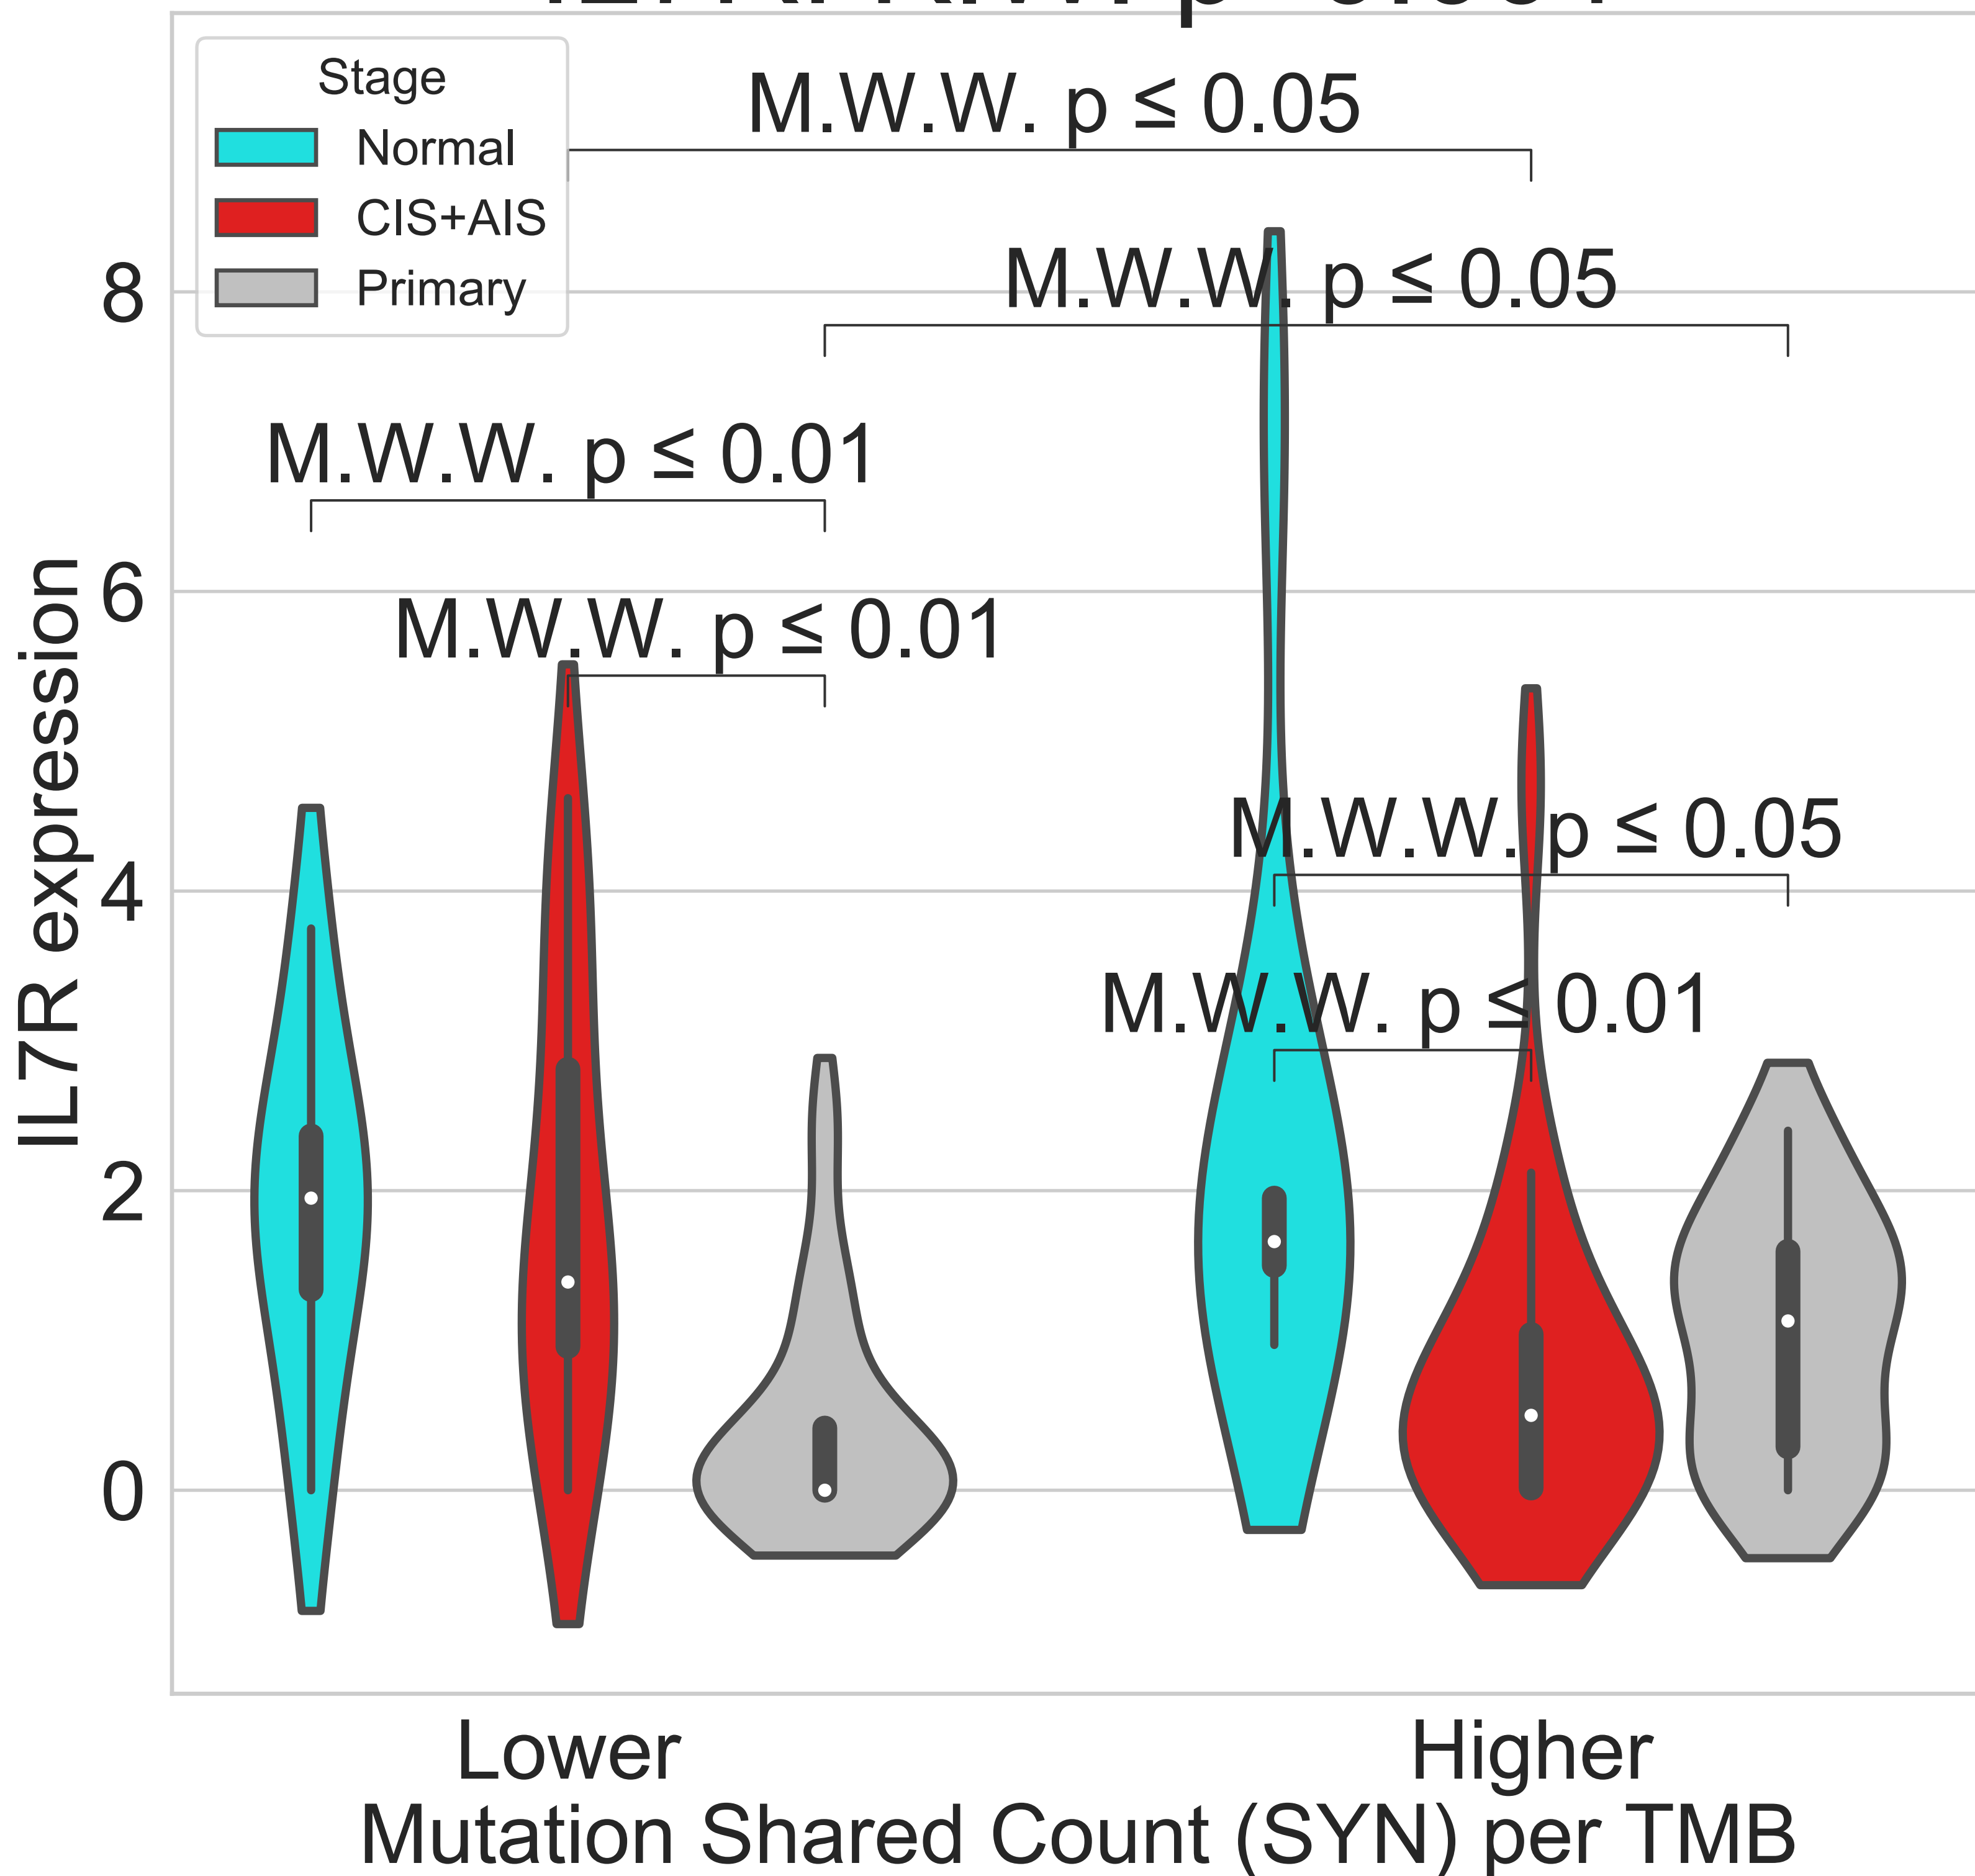 Stage
Normal
CIS+AIS
Primary
M.W.W. p ≤ 0.05
M.W.W. p ≤ 0.05
M.W.W. p ≤ 0.01
M.W.W. p ≤ 0.01
M.W.W. p ≤ 0.05
M.W.W. p ≤ 0.01
8
6
4
2
0
IL7R expression
Lower Higher
Mutation Shared Count (SYN) per TMB